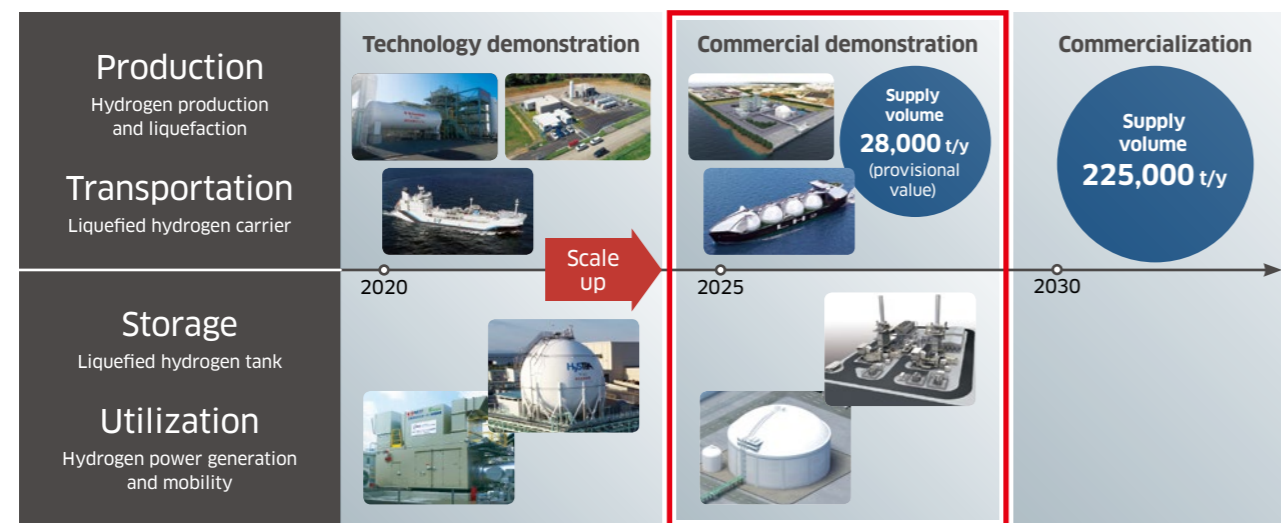 Production
Hydrogen production
and liquefaction
Transportation
Liquefied hydrogen carrier
Storage
Liquefied hydrogen tank
Utilization
Hydrogen power generation
and mobility
Technology demonstration
Scale
up
2020
Commercial demonstration
Supply
volume
28,000 t/y
(provisional
value)
2025
Commercialization
Supply
volume
225,000 t/y
2030